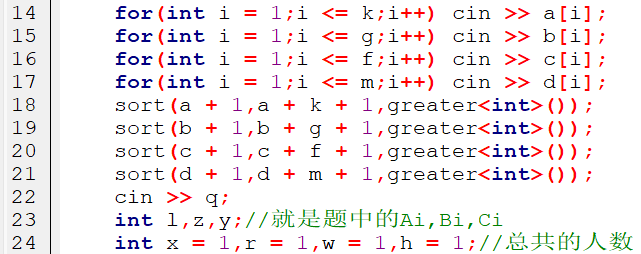 14 for(int i = 1;i <= k;i++) cin >> a[i];
15 for(int i = 1;i <= g;i++) cin >> b[i];
16 for(int i = 1;i <= f;i++) cin >> c[i];
17 for(int i = 1;i <= m;i++) cin >> d[i];
18 sort(a + 1,a + k + 1,greater<int>());
19 sort(b + 1,b + g + 1,greater<int>());
20 sort(c + 1,c + f + 1,greater<int>());
21 sort(d + 1,d + m + 1,greater<int>());
22 cin >> q;
23 int l,z,y;//就是题中的Ai,Bi,Ci
24 int x = 1,r = 1,w = 1,h = 1;//总共的人数